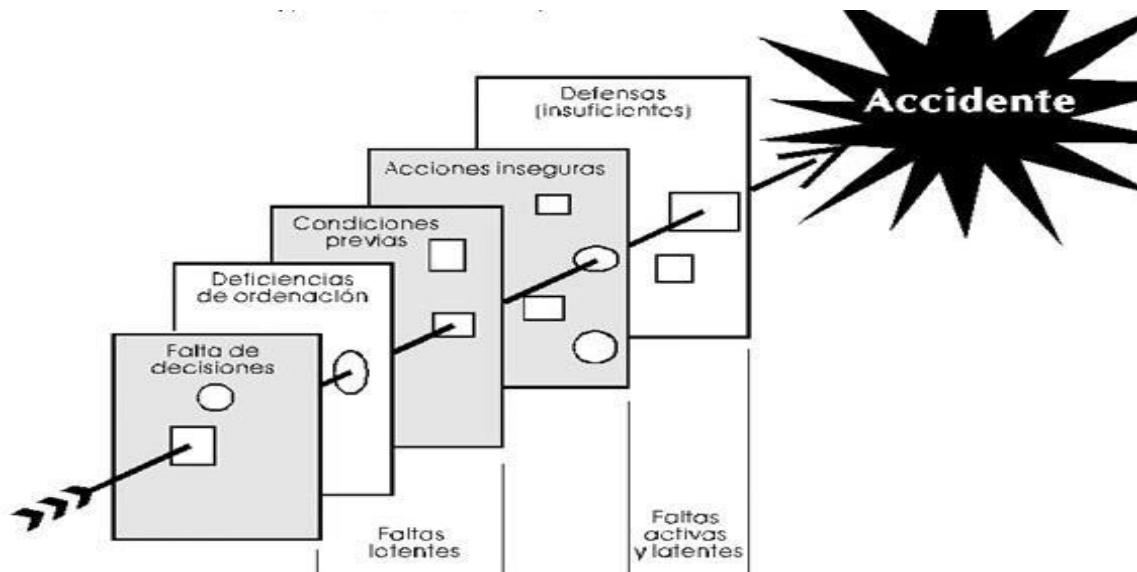 Accidente
Defensas
(insuficientes)
Acciones inseguras
Condiciones
previas
Deficiencias
de ordenación
Falta de
decisiones
Faltas
latentes
Faltas
activas
y latentes